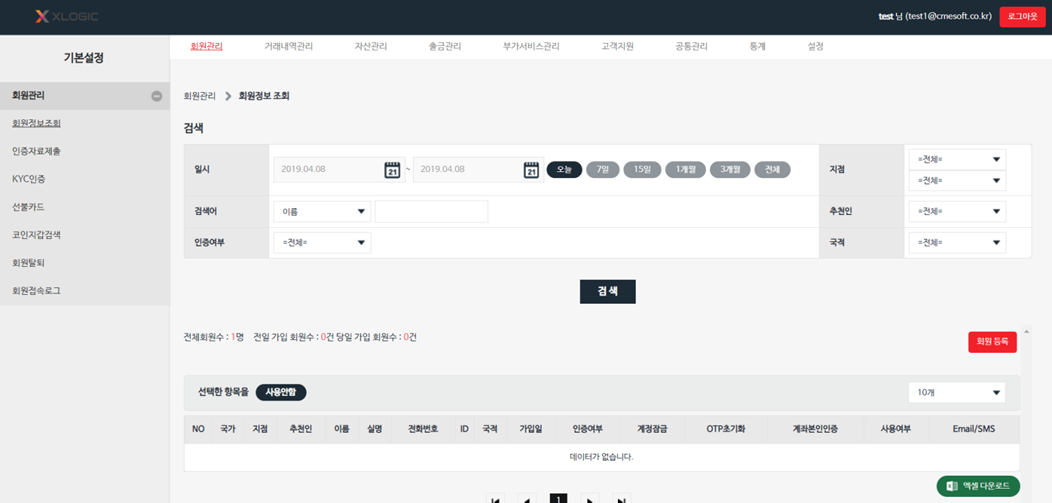 XLOGIC
test 님 (test1@cmesoft.co.kr) 로그아웃
기본설정
회원관리 거래내역관리 자산관리 출금관리 부가서비스관리 고객지원 공통관리 통계 설정
회원관리
회원정보조회
인증자료제출
KYC인증
선불카드
코인지갑검색
회원탈퇴
회원접속로그
회원관리 > 회원정보 조회
검색
일시 2019.04.08 21 ~ 2019.04.08 21 오늘 7일 15일 1개월 3개월 전체 지점 =전체=
=전체=
검색어 이름 추천인 =전체=
인증여부 =전체= 국적 =전체=
검 색
전체회원수 : 1명 전일 가입 회원수 : 0건 당일 가입 회원수 : 0건 회원 등록
선택한 항목을 사용안함 10개
NO 국가 지점 추천인 이름 실명 전화번호 ID 국적 가입일 인증여부 계정잠금 OTP초기화 계좌본인인증 사용여부 Email/SMS
데이터가 없습니다.
1
엑셀 다운로드